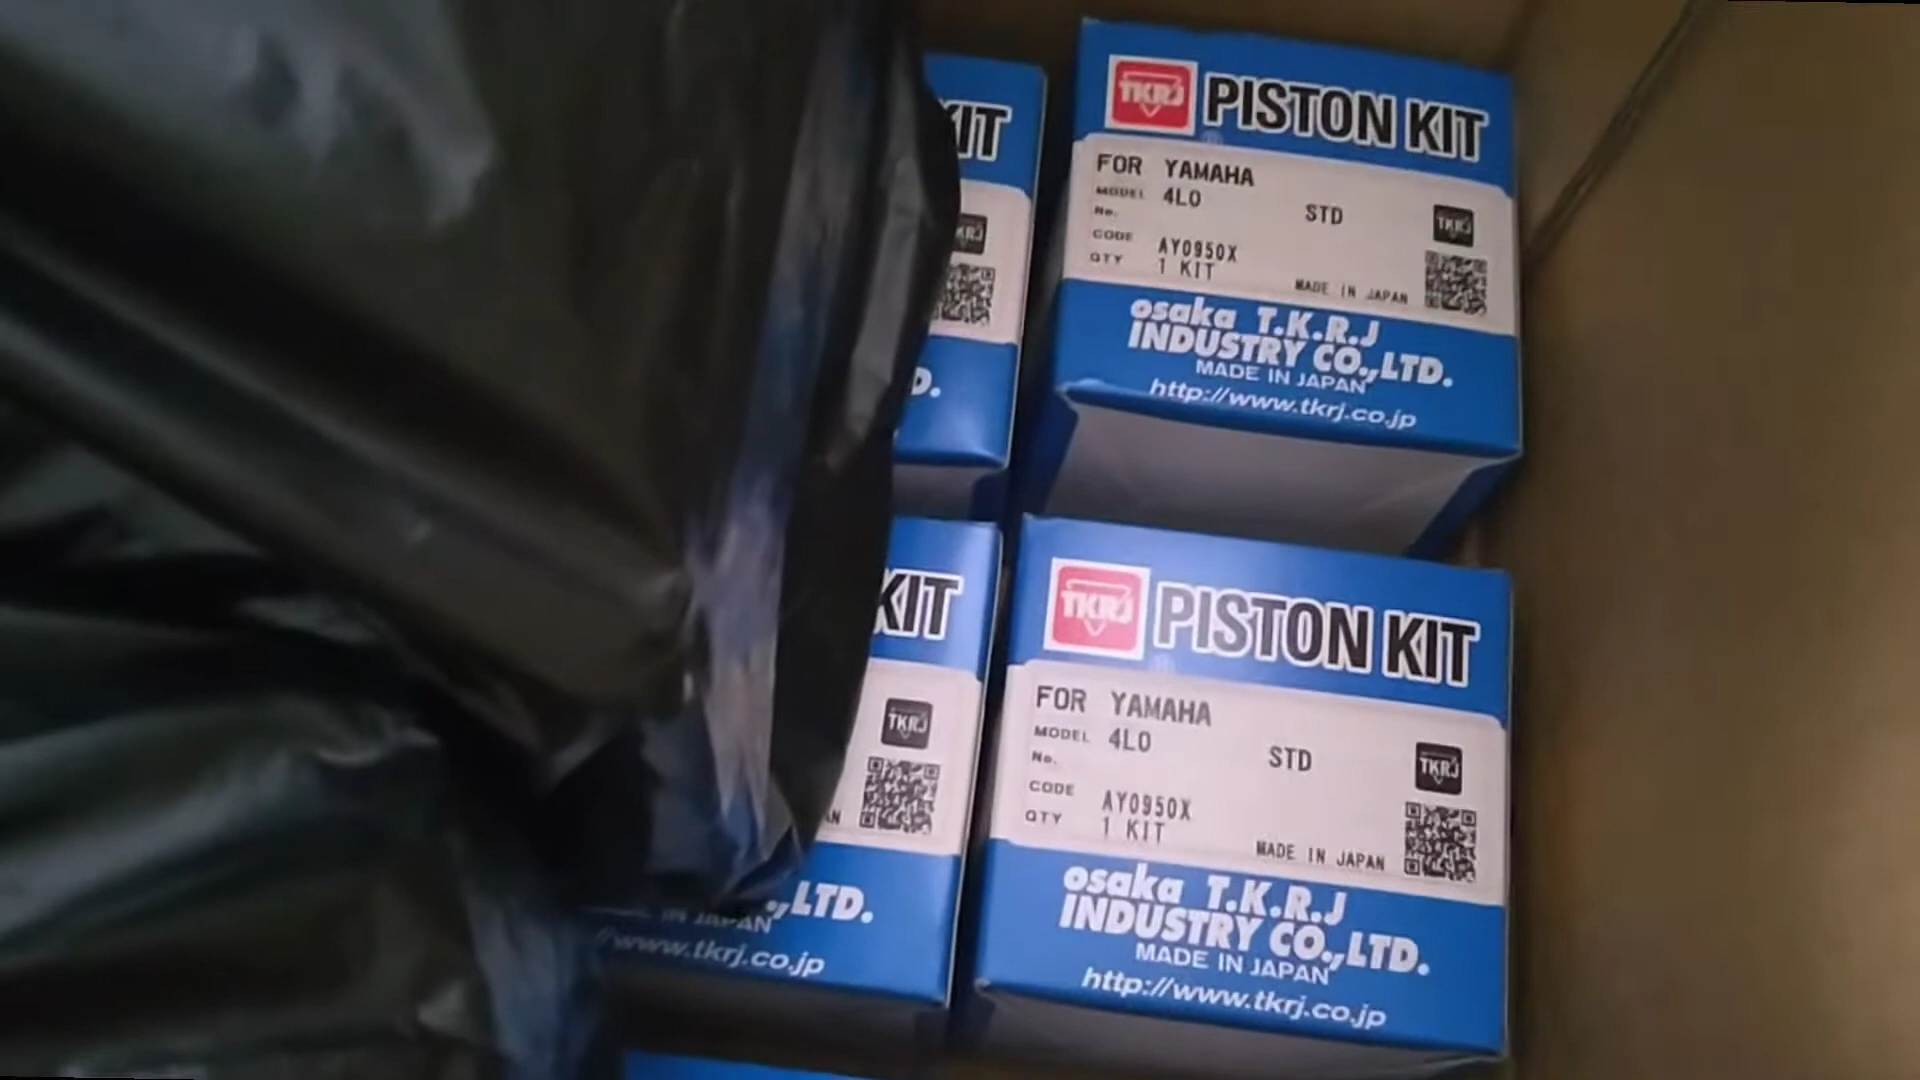 KIT
TKRJ
D.
TKRJ PISTON KIT
FOR YAMAHA
MODEL 4L0
No. STD
TKRJ
CODE AY0950X
QTY 1 KIT
MADE IN JAPAN
osaka T.K.R.J
INDUSTRY CO.,LTD.
MADE IN JAPAN
http://www.tkrj.co.jp
KIT
TKRJ
AN
.,LTD.
IN JAPAN
//www.tkrj.co.jp
TKRJ PISTON KIT
FOR YAMAHA
MODEL 4L0
No. STD
TKRJ
CODE AY0950X
QTY 1 KIT
MADE IN JAPAN
osaka T.K.R.J
INDUSTRY CO.,LTD.
MADE IN JAPAN
http://www.tkrj.co.jp